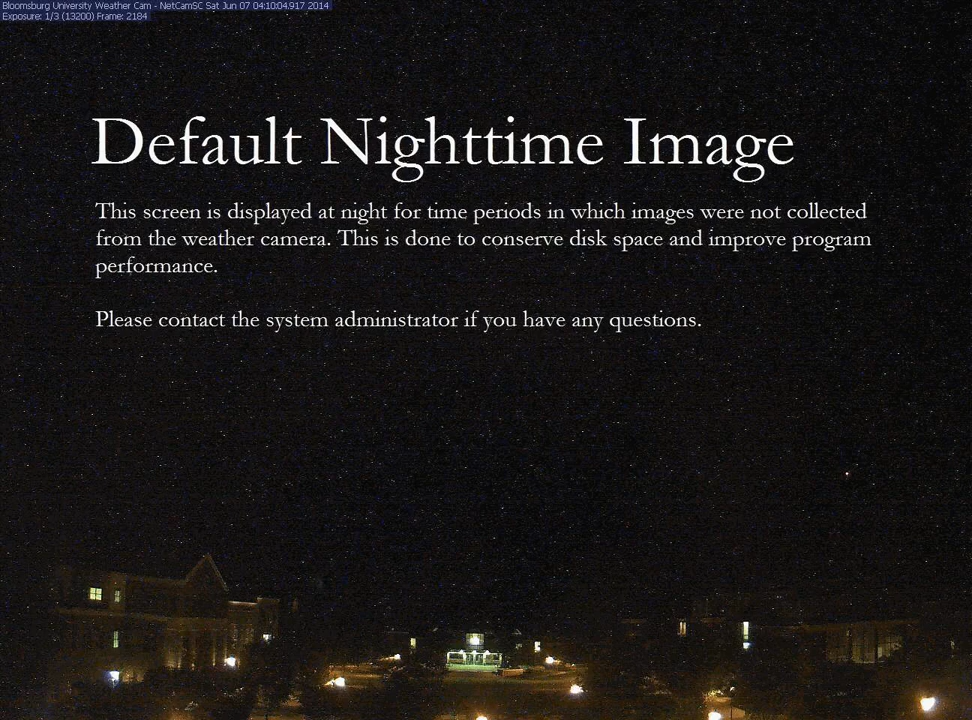 Bloomsburg University Weather Cam - NetCamSC Sat Jun 07 04:10:04.917 2014
Exposure: 1/3 (13200) Frame: 2184
Default Nighttime Image
This screen is displayed at night for time periods in which images were not collected
from the weather camera. This is done to conserve disk space and improve program
performance.
Please contact the system administrator if you have any questions.